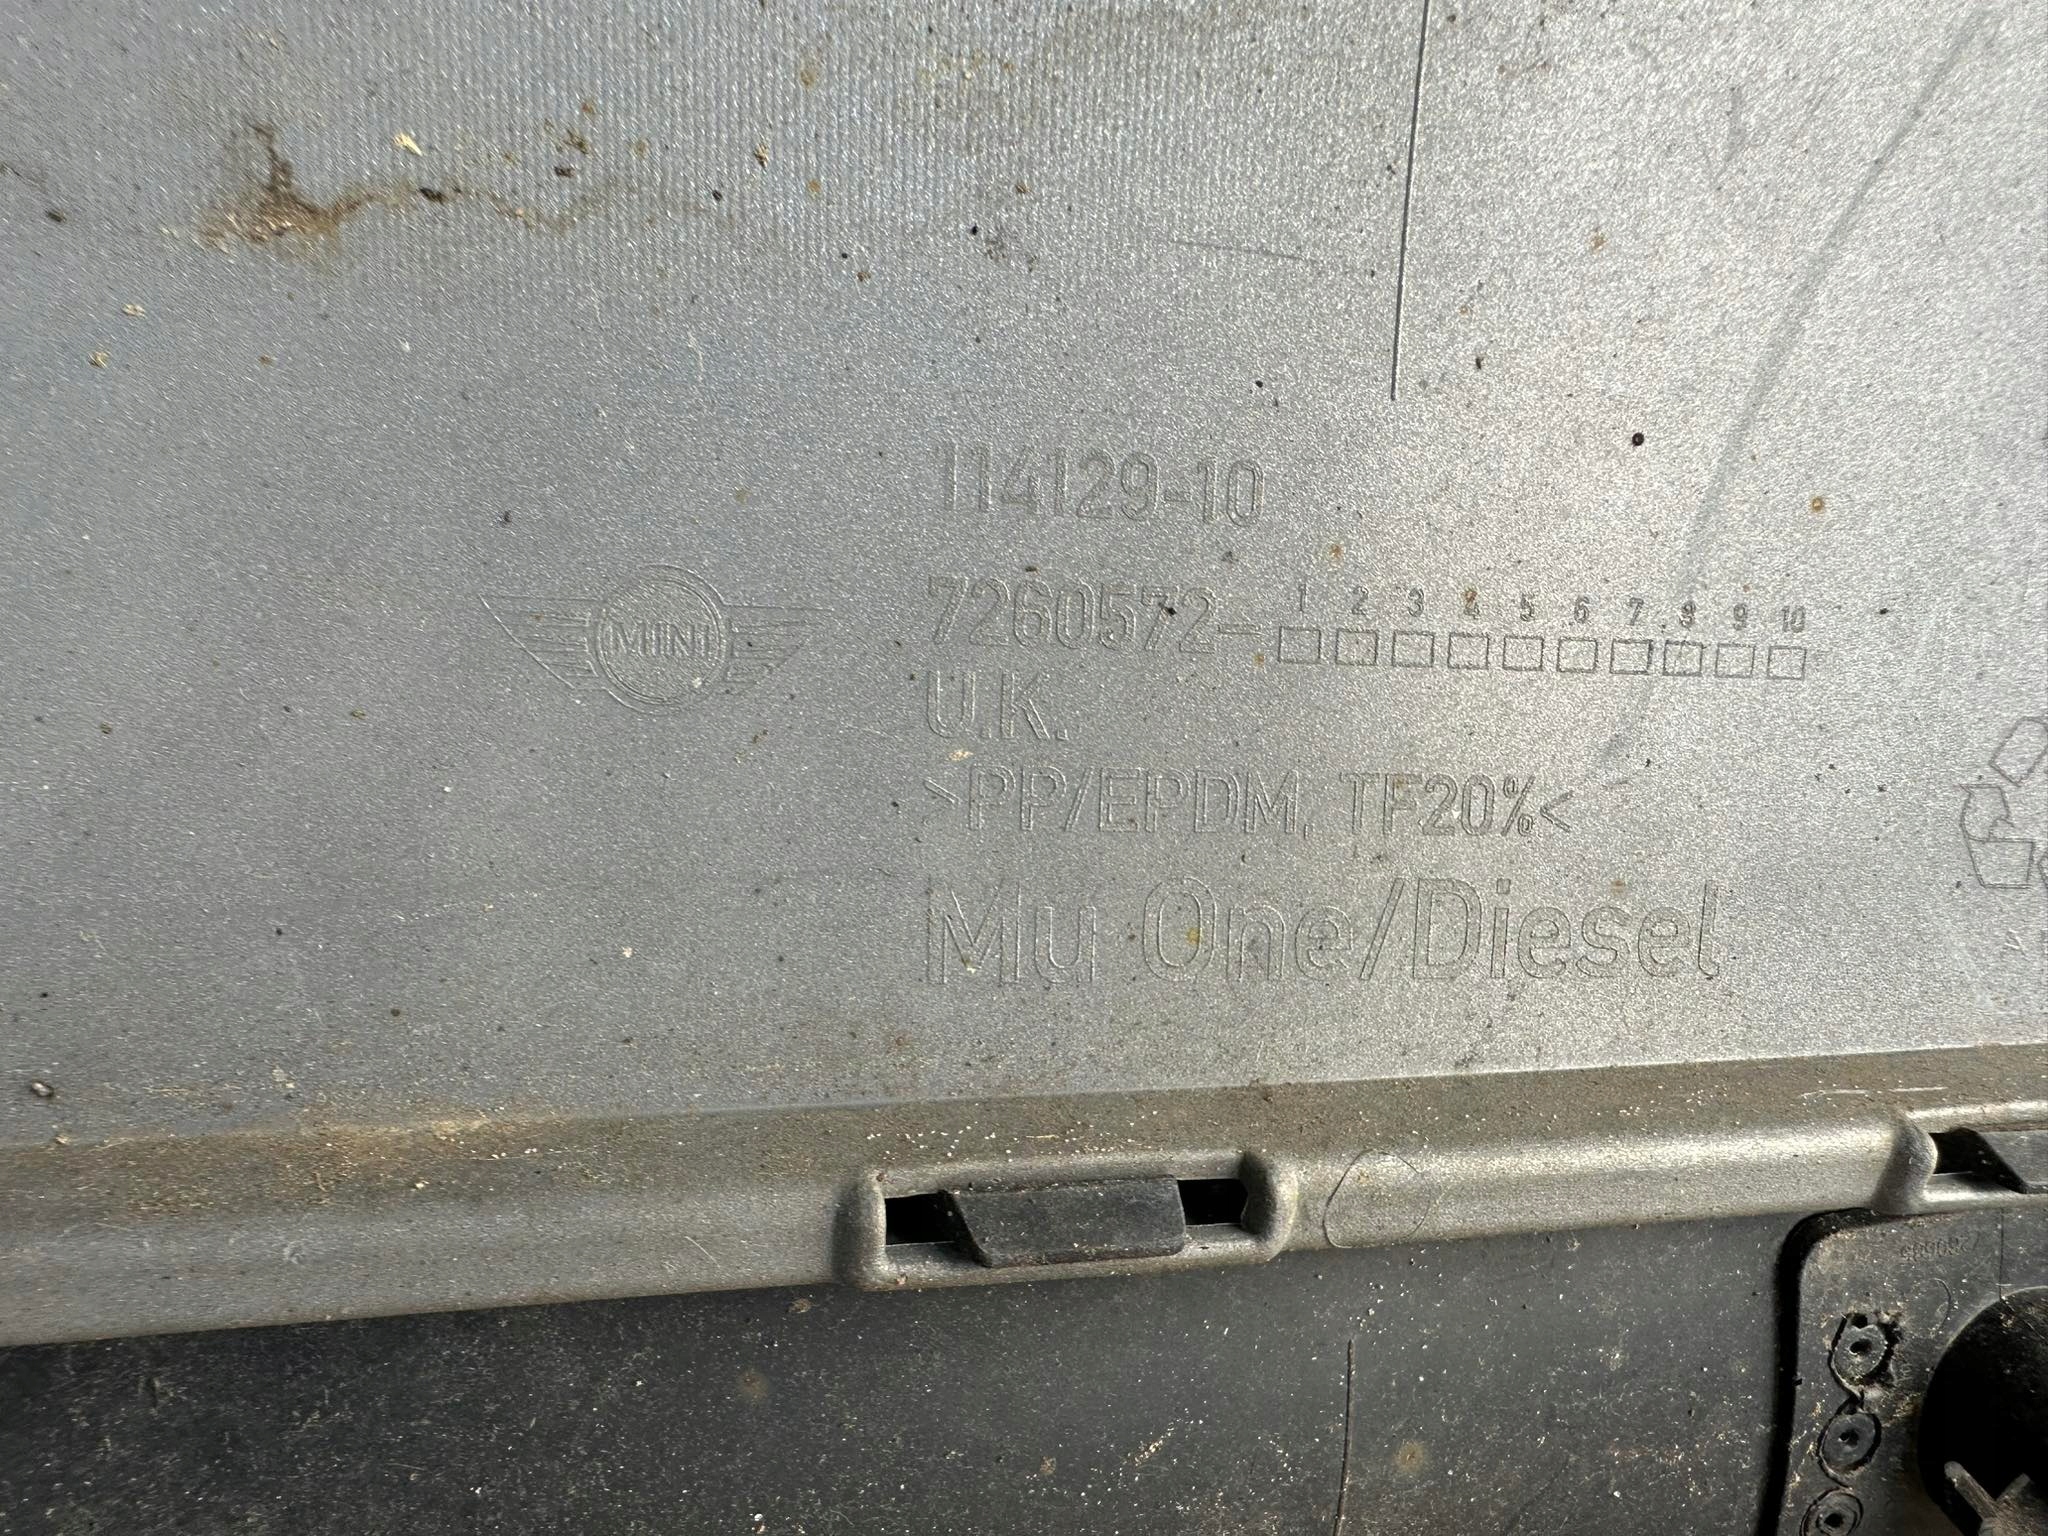 114129-10
MINI
7260572-
1 2 3 4 5 6 7 8 9 10
U.K.
>PP/EPDM, TF20%<
Mu One/Diesel